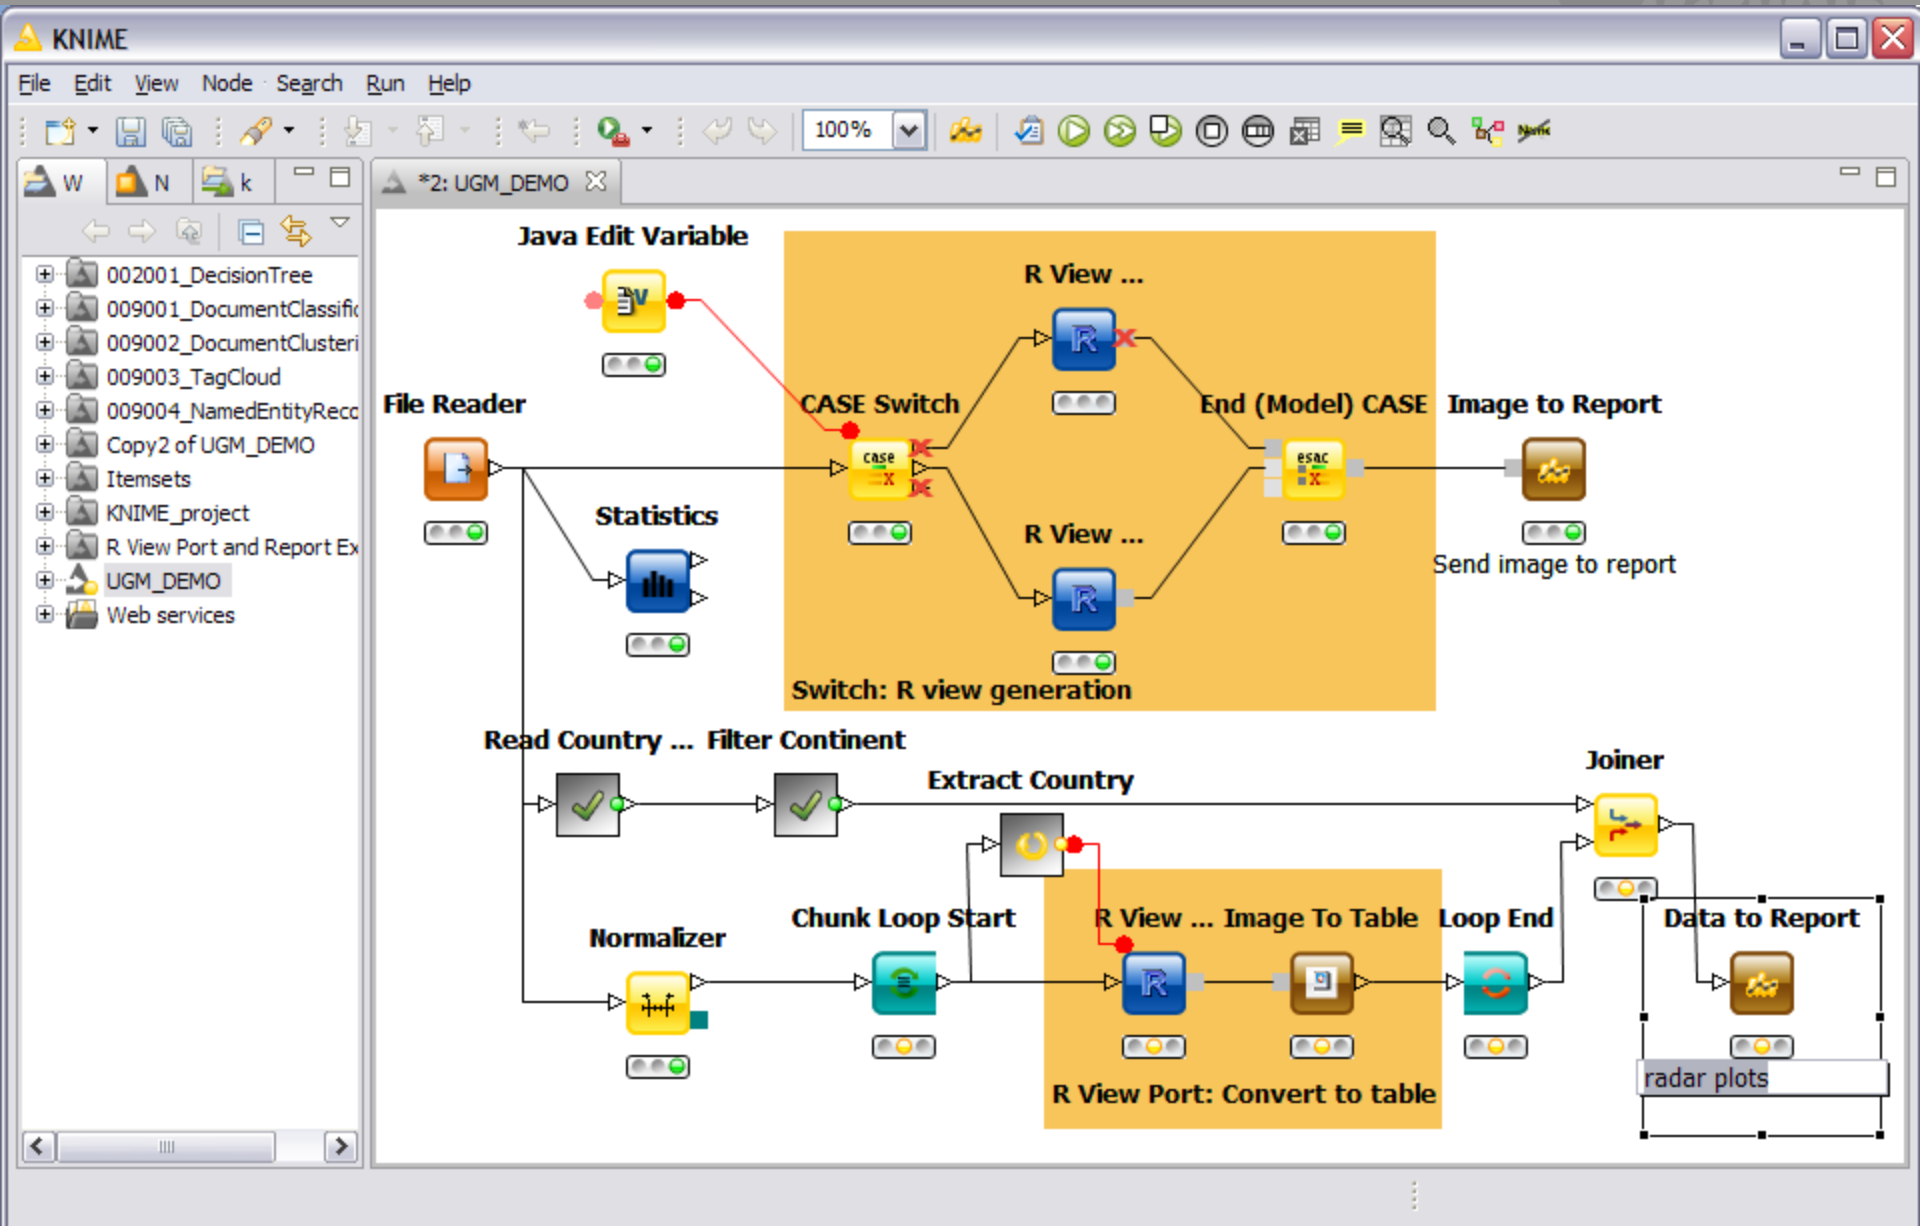 KNIME
File Edit View Node Search Run Help
100%
W N k
*2: UGM_DEMO
002001_DecisionTree
009001_DocumentClassific
009002_DocumentClusteri
009003_TagCloud
009004_NamedEntityReco
Copy2 of UGM_DEMO
Itemsets
KNIME_project
R View Port and Report Ex
UGM_DEMO
Web services
Java Edit Variable
V
R View ...
R
File Reader
CASE Switch
End (Model) CASE
Image to Report
case
esac
Send image to report
Statistics
R View ...
R
Switch: R view generation
Read Country ... Filter Continent
Extract Country
Joiner
Normalizer
Chunk Loop Start
R View ... Image To Table
Loop End
Data to Report
R
radar plots
R View Port: Convert to table